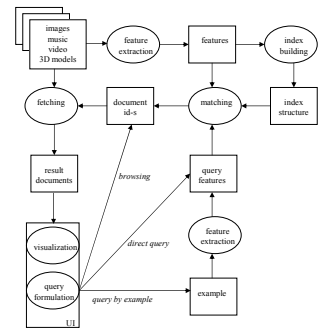 images
music
video
3D models
feature
extraction
features
index
building
fetching
document
id-s
matching
index
structure
result
documents
browsing
query
features
visualization
direct query
feature
extraction
query
formulation
query by example
example
UI